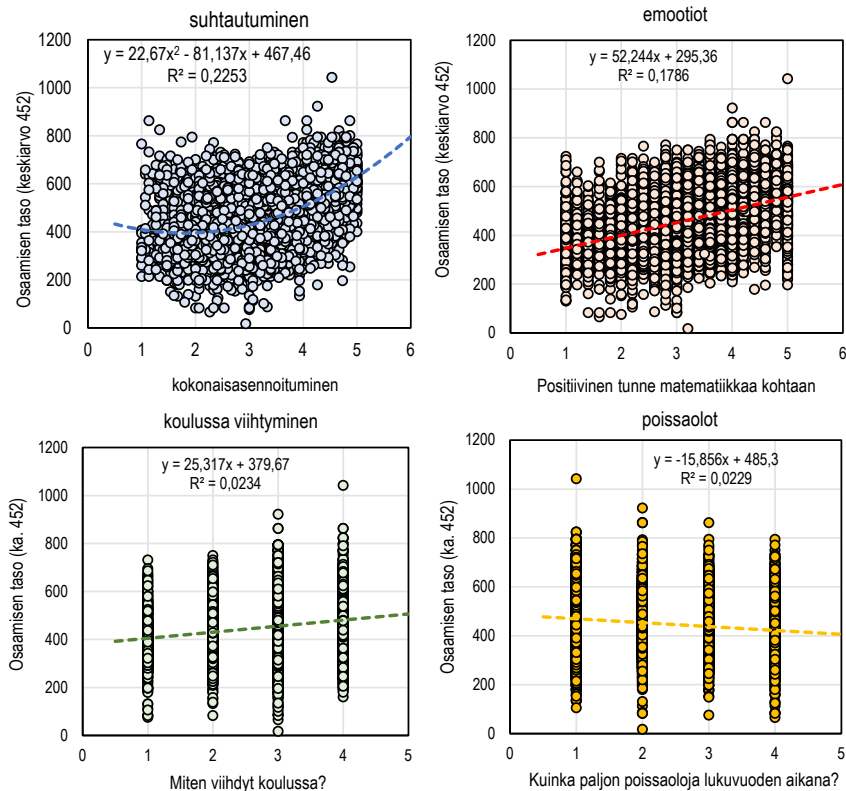 suhtautuminen
y = 22,67x² - 81,137x + 467,46
R² = 0,2253
Osaamisen taso (keskiarvo 452)
1200
1000
800
600
400
200
0
0 1 2 3 4 5 6
kokonaisasennoituminen
emootiot
y = 52,244x + 295,36
R² = 0,1786
Osaamisen taso (keskiarvo 452)
1200
1000
800
600
400
200
0
0 1 2 3 4 5 6
Positiivinen tunne matematiikkaa kohtaan
koulussa viihtyminen
y = 25,317x + 379,67
R² = 0,0234
Osaamisen taso (ka. 452)
1200
1000
800
600
400
200
0
0 1 2 3 4 5
Miten viihdyt koulussa?
poissaolot
y = -15,856x + 485,3
R² = 0,0229
Osaamisen taso (ka. 452)
1200
1000
800
600
400
200
0
0 1 2 3 4 5
Kuinka paljon poissaoloja lukuvuoden aikana?